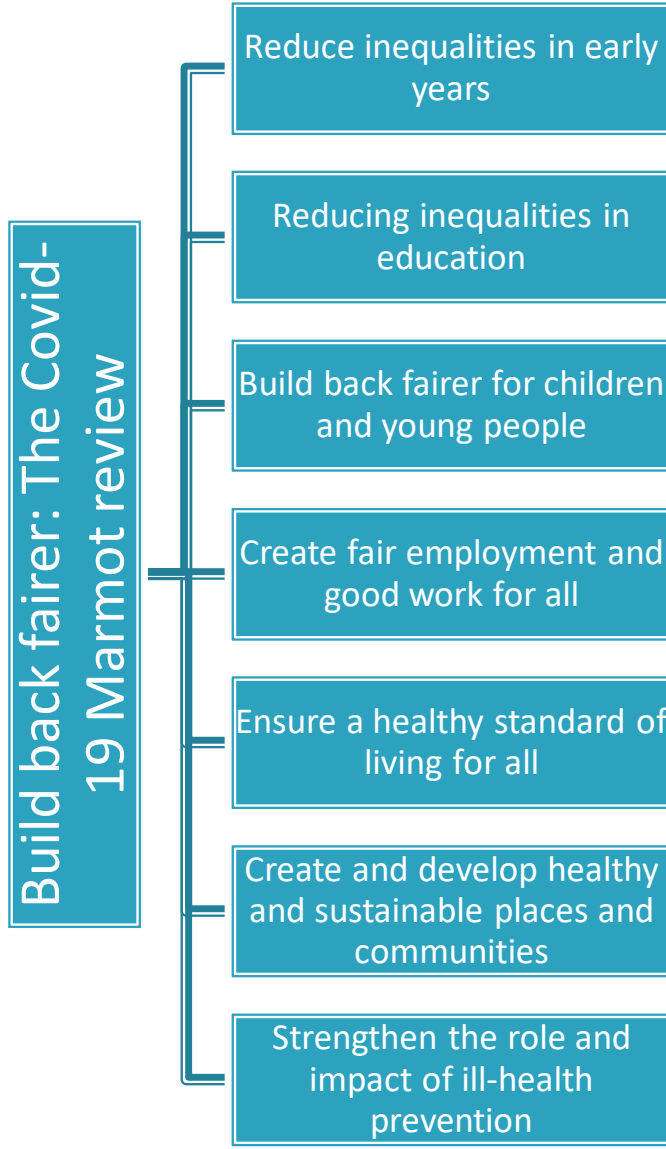 Build back fairer: The Covid-
19 Marmot review
Reduce inequalities in early
years
Reducing inequalities in
education
Build back fairer for children
and young people
Create fair employment and
good work for all
Ensure a healthy standard of
living for all
Create and develop healthy
and sustainable places and
communities
Strengthen the role and
impact of ill-health
prevention